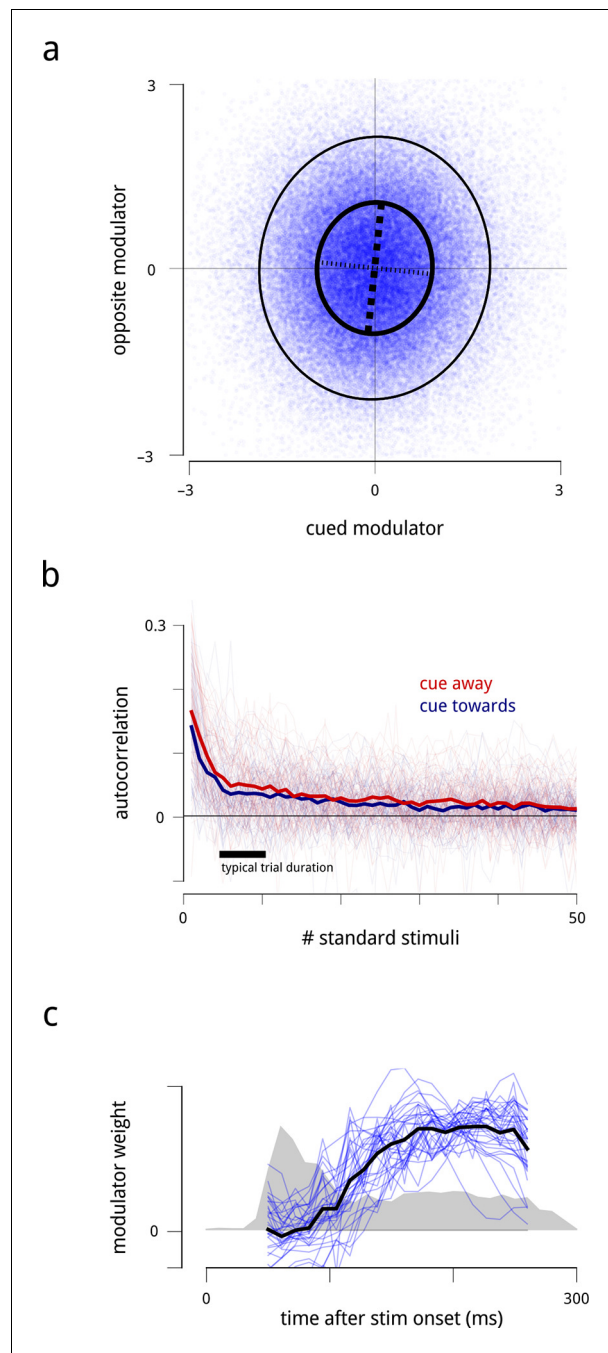 a
3
opposite modulator
0
–3
–3
0
3
cued modulator
b
0.3
cue away
cue towards
autocorrelation
0
typical trial duration
0
50
# standard stimuli
c
modulator weight
0
0
300
time after stim onset (ms)